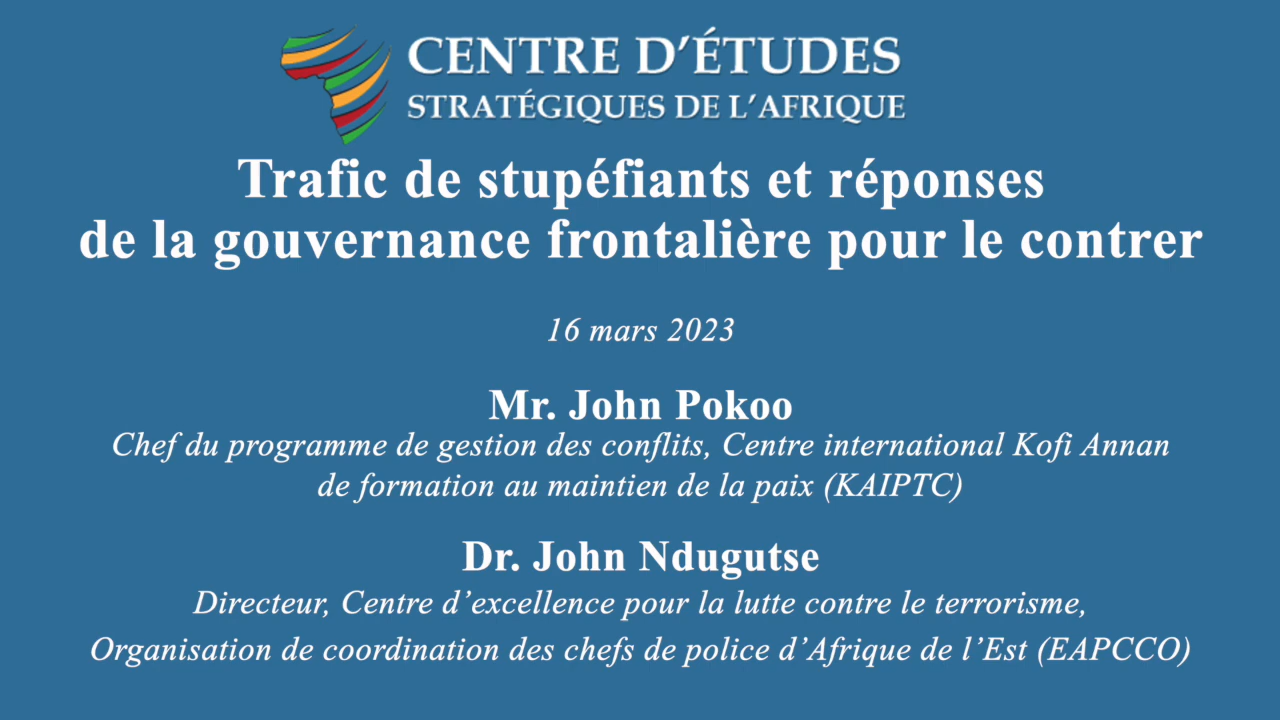 CENTRE D’ÉTUDES
STRATÉGIQUES DE L’AFRIQUE
Trafic de stupéfiants et réponses
de la gouvernance frontalière pour le contrer
16 mars 2023
Mr. John Pokoo
Chef du programme de gestion des conflits, Centre international Kofi Annan
de formation au maintien de la paix (KAIPTC)
Dr. John Ndugutse
Directeur, Centre d’excellence pour la lutte contre le terrorisme,
Organisation de coordination des chefs de police d’Afrique de l’Est (EAPCCO)